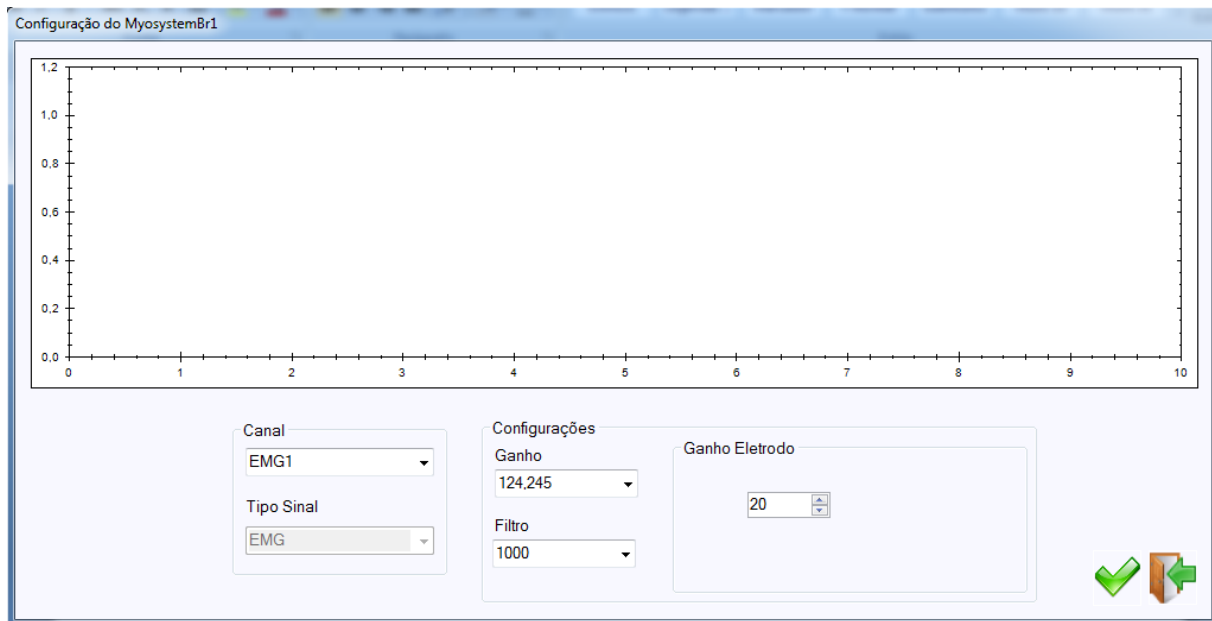 Configuração do MyosystemBr1
1,2
1,0
0,8
0,6
0,4
0,2
0,0
0 1 2 3 4 5 6 7 8 9 10
Canal
EMG1
Tipo Sinal
EMG
Configurações
Ganho
124,245
Filtro
1000
Ganho Eletrodo
20